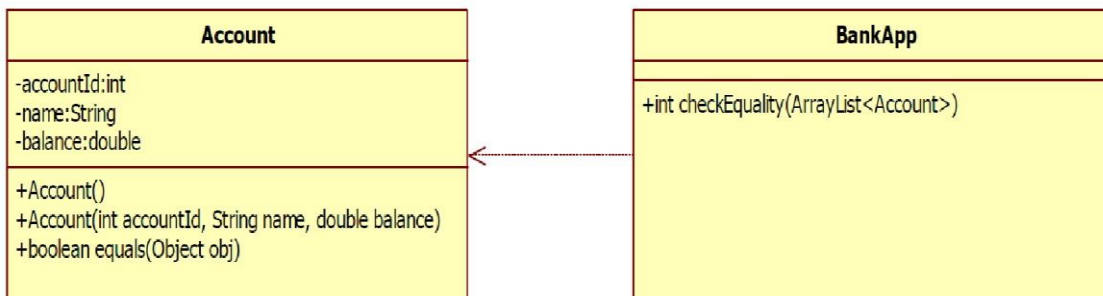 Account
-accountId:int
-name:String
-balance:double
+Account()
+Account(int accountId, String name, double balance)
+boolean equals(Object obj)
BankApp
+int checkEquality(ArrayList<Account>)